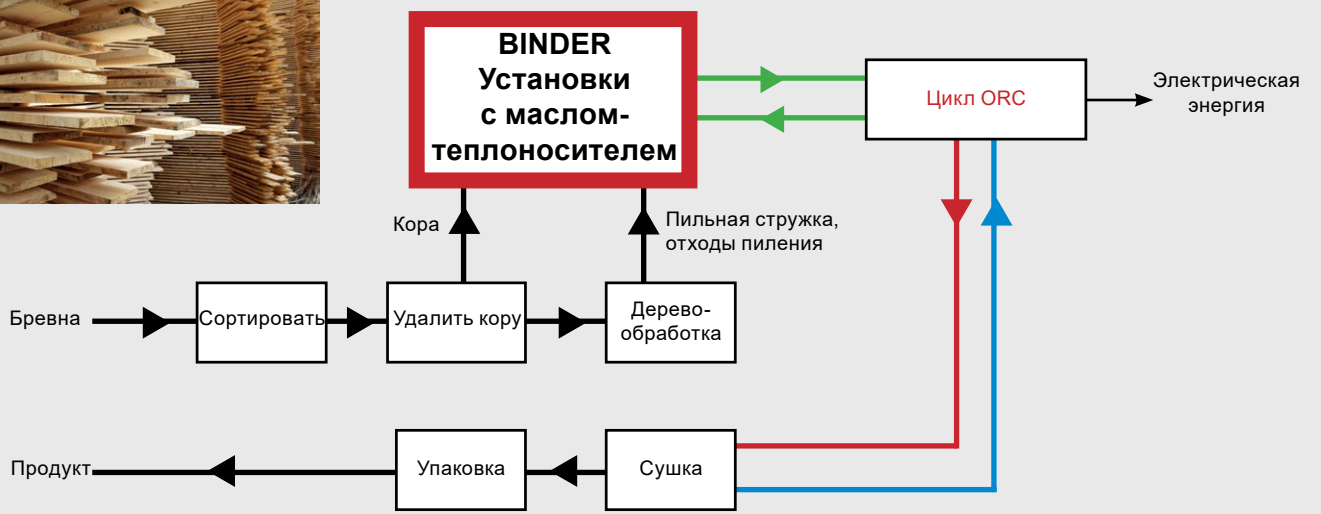 BINDER
Установки
с маслом-
теплоносителем
Цикл ORC
Электрическая
энергия
Кора
Пильная стружка,
отходы пиления
Бревна
Сортировать
Удалить кору
Дерево-
обработка
Продукт
Упаковка
Сушка